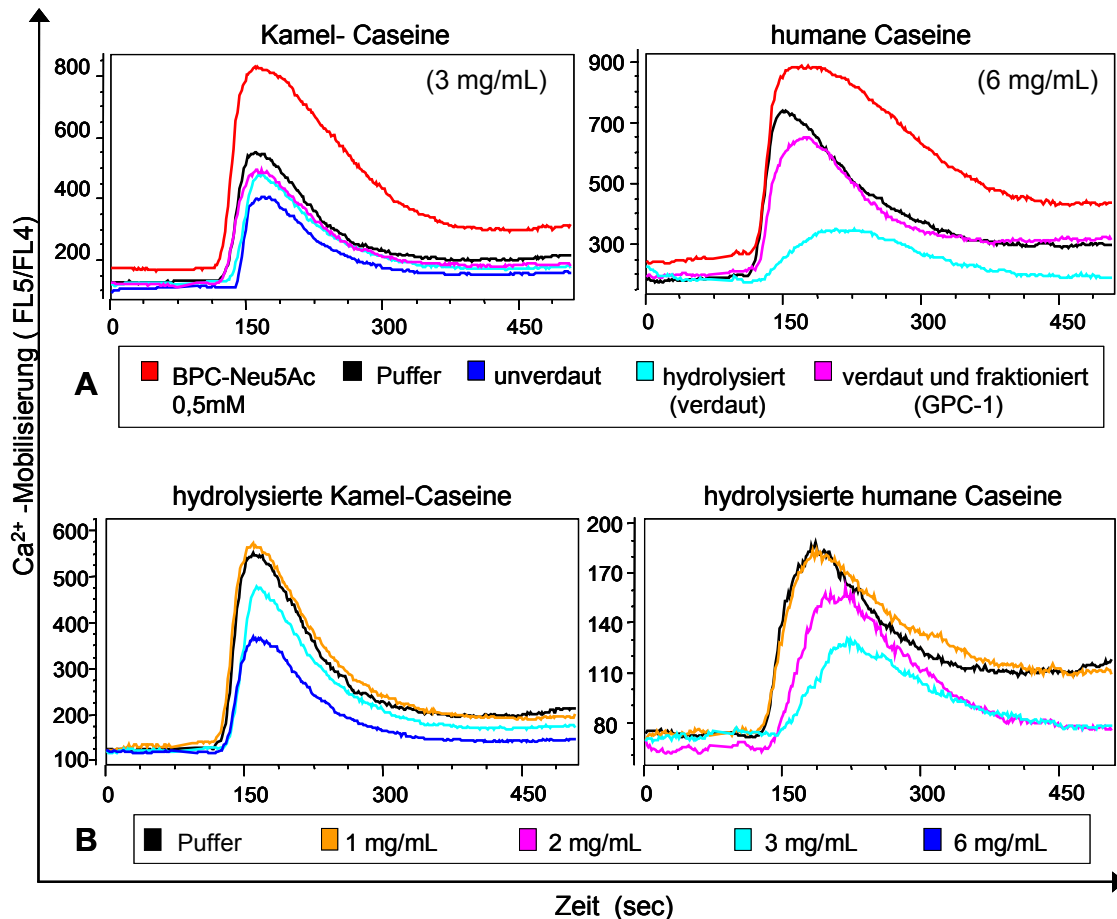 Ca²⁺ -Mobilisierung ( FL5/FL4)
Kamel- Caseine
(3 mg/mL)
800
600
400
200
0 150 300 450
humane Caseine
(6 mg/mL)
900
700
500
300
0 150 300 450
A
BPC-Neu5Ac Puffer unverdaut hydrolysiert verdaut und fraktioniert
0,5mM (verdaut) (GPC-1)
hydrolysierte Kamel-Caseine
600
500
400
300
200
100
0 150 300 450
hydrolysierte humane Caseine
200
170
140
110
80
0 150 300 450
B
Puffer 1 mg/mL 2 mg/mL 3 mg/mL 6 mg/mL
Zeit (sec)